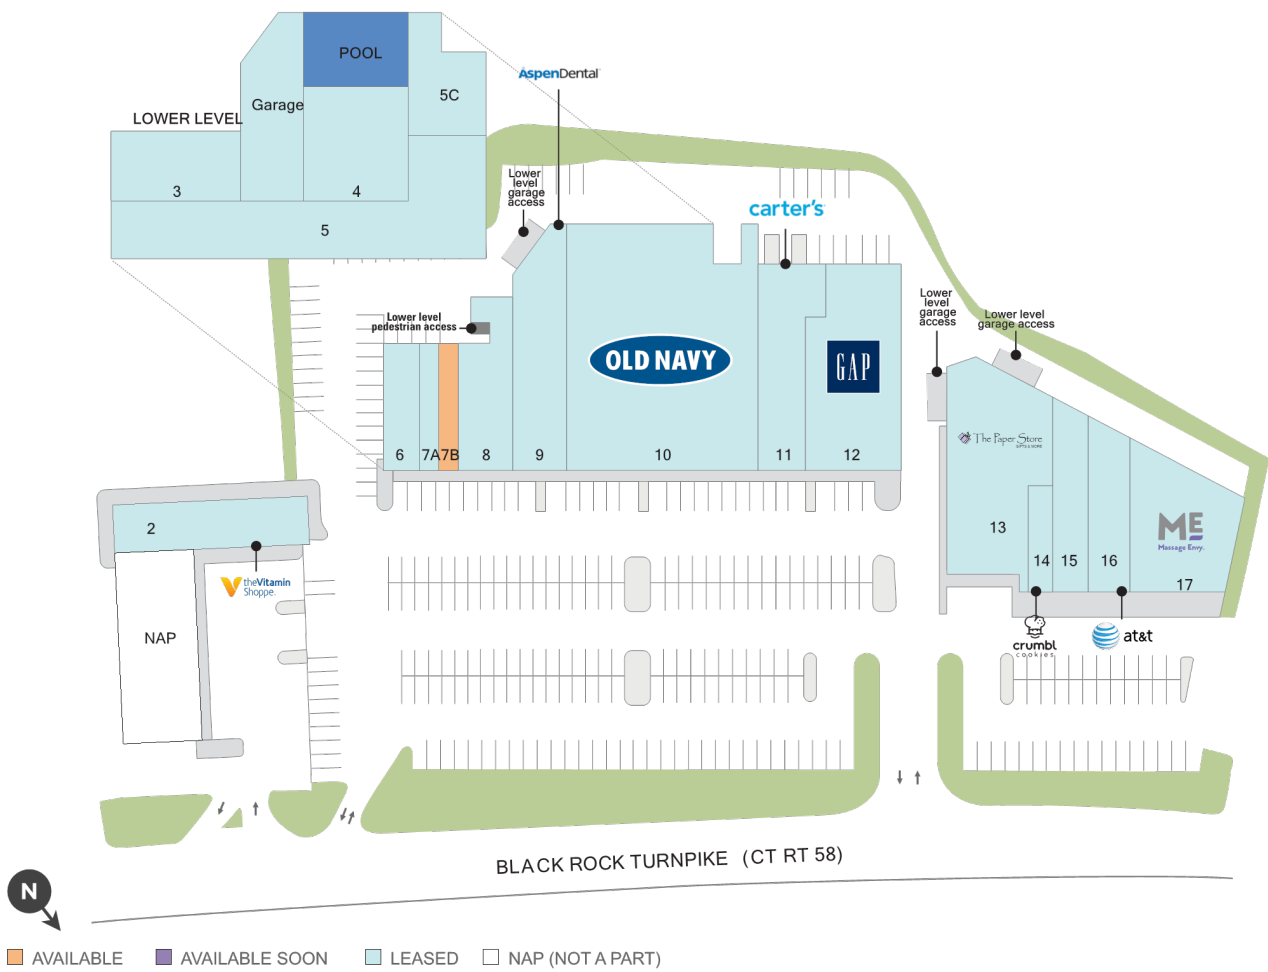 POOL
5C
Garage
LOWER LEVEL
3
4
5
AspenDental
Lower
level
garage
access
carter's
Lower level
pedestrian access
OLD NAVY
GAP
6
7A
7B
8
9
10
11
12
Lower
level
garage
access
Lower level
garage access
The Paper Store
GIFTS & MORE
13
14
15
16
17
ME
Massage Envy.
2
theVitamin
Shoppe.
NAP
crumbl
cookies
at&t
BLACK ROCK TURNPIKE (CT RT 58)
N
AVAILABLE
AVAILABLE SOON
LEASED
NAP (NOT A PART)